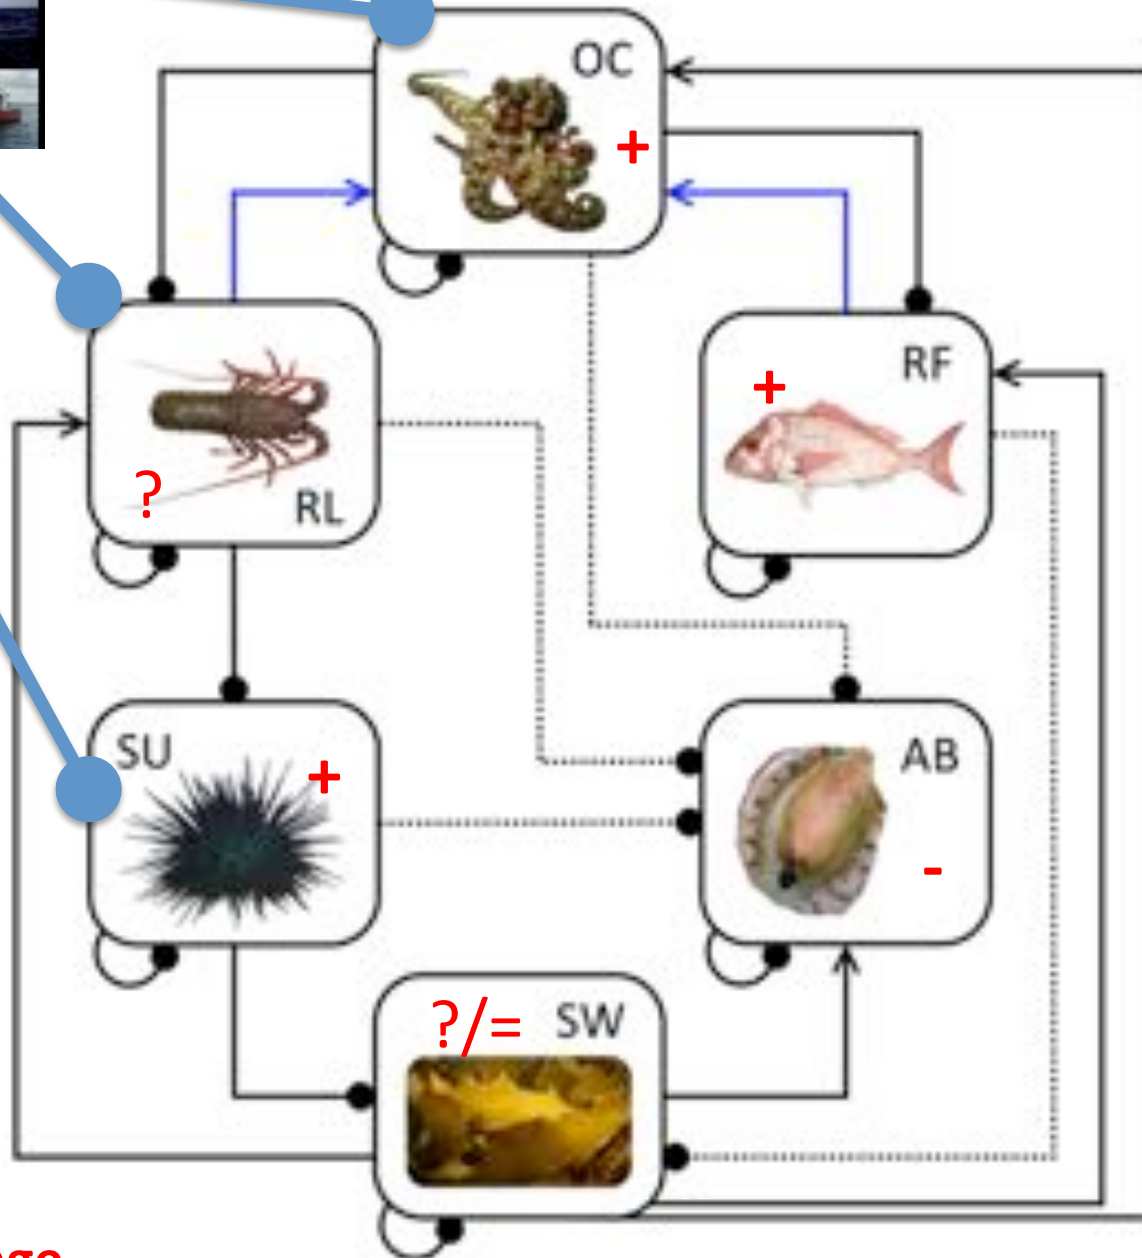 OC
+
RF
+
?
RL
SU
+
AB
-
?/= SW